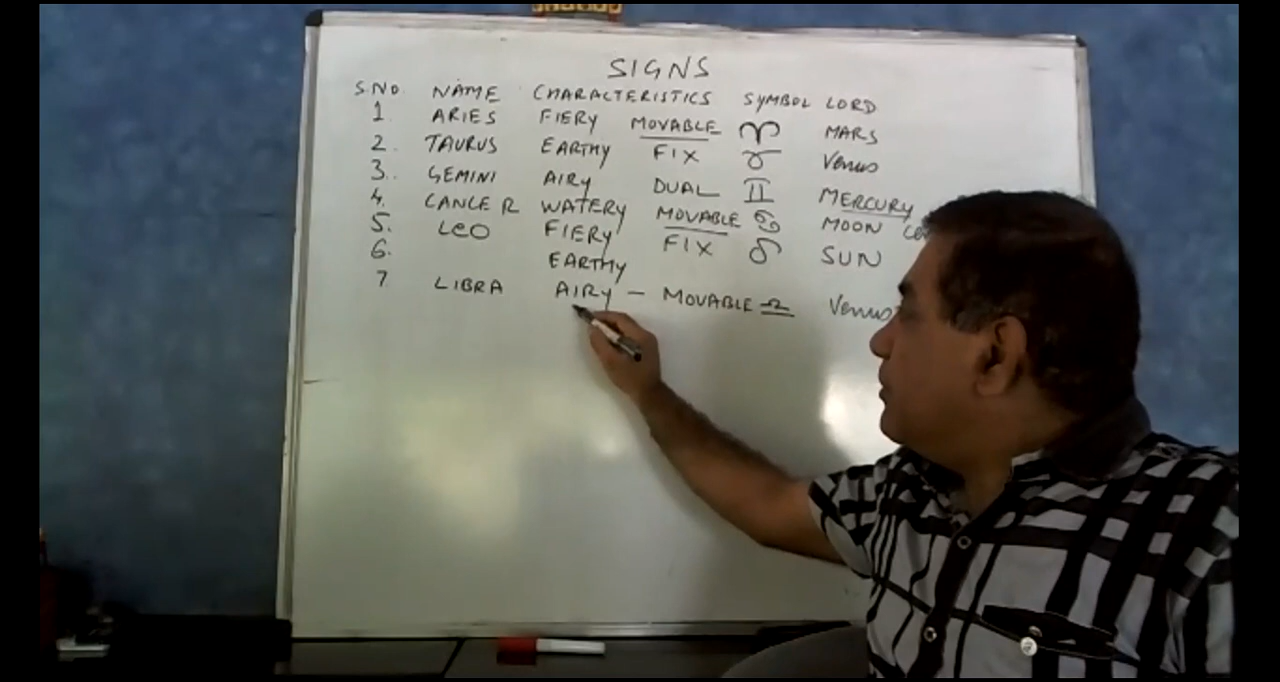 SIGNS
S.NO. NAME CHARACTERISTICS SYMBOL LORD
1 ARIES FIERY MOVABLE ♈ MARS
2. TAURUS EARTHY FIX ♉ Venus
3.. GEMINI AIRY DUAL II MERCURY
4. CANCER WATERY MOVABLE ♋ MOON
5. LEO FIERY FIX ♌ SUN
6. EARTHY
7 LIBRA AIRY - MOVABLE ♎ Venus